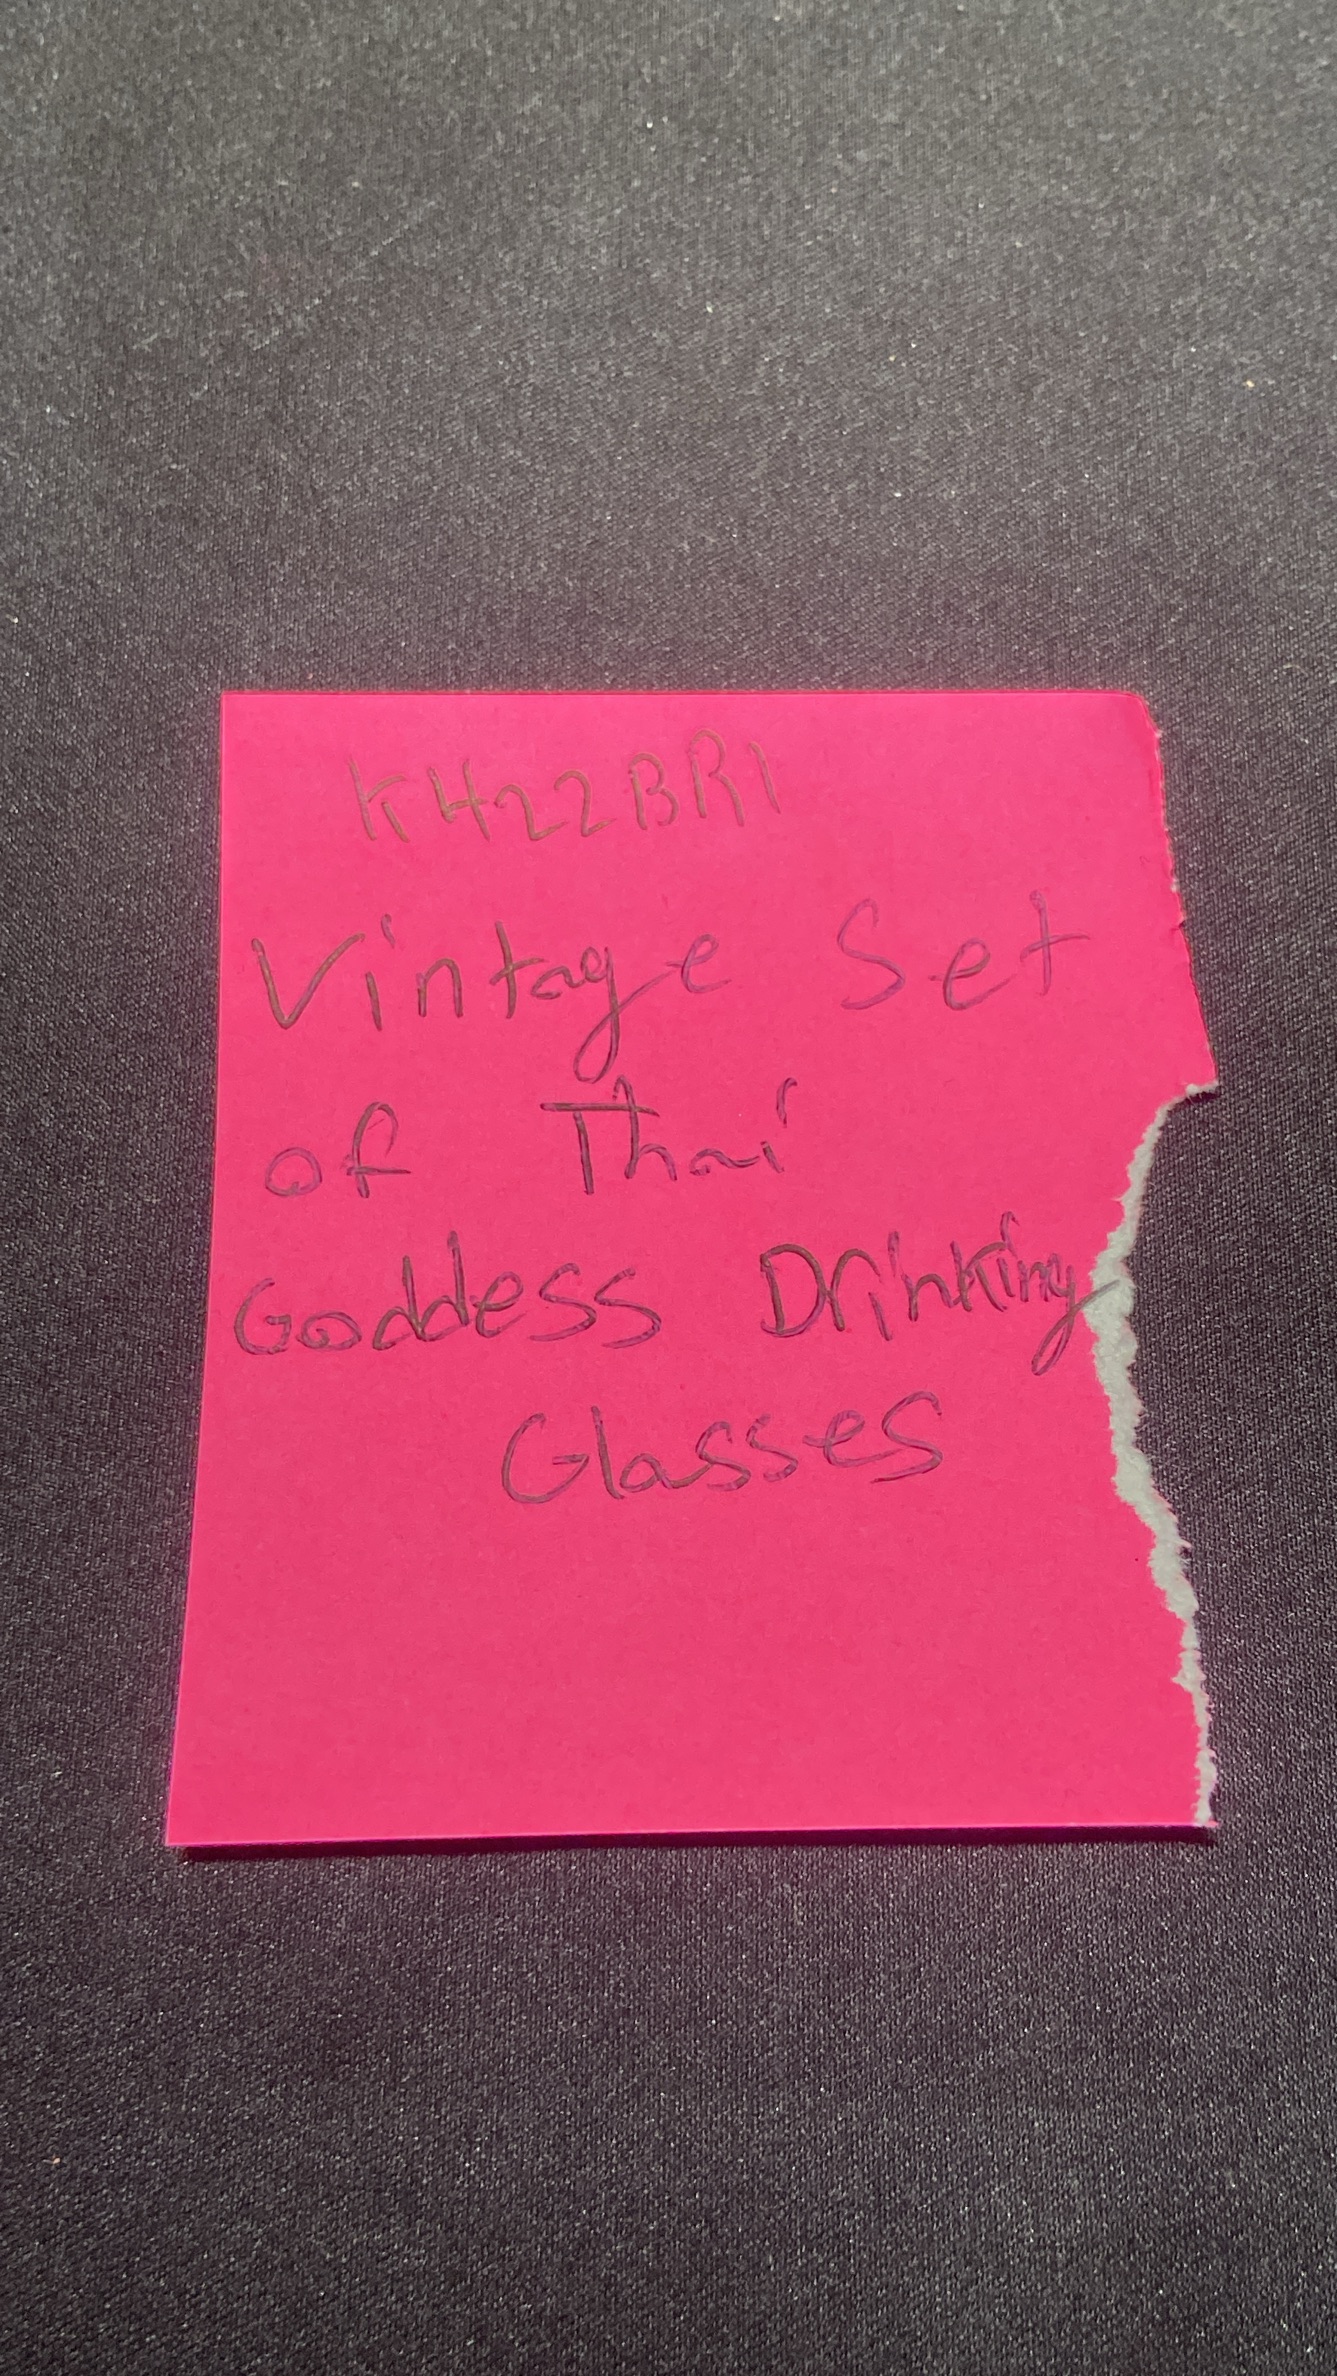 KH22BR1
Vintage Set
of Thai
Goddess Drinking
Glasses